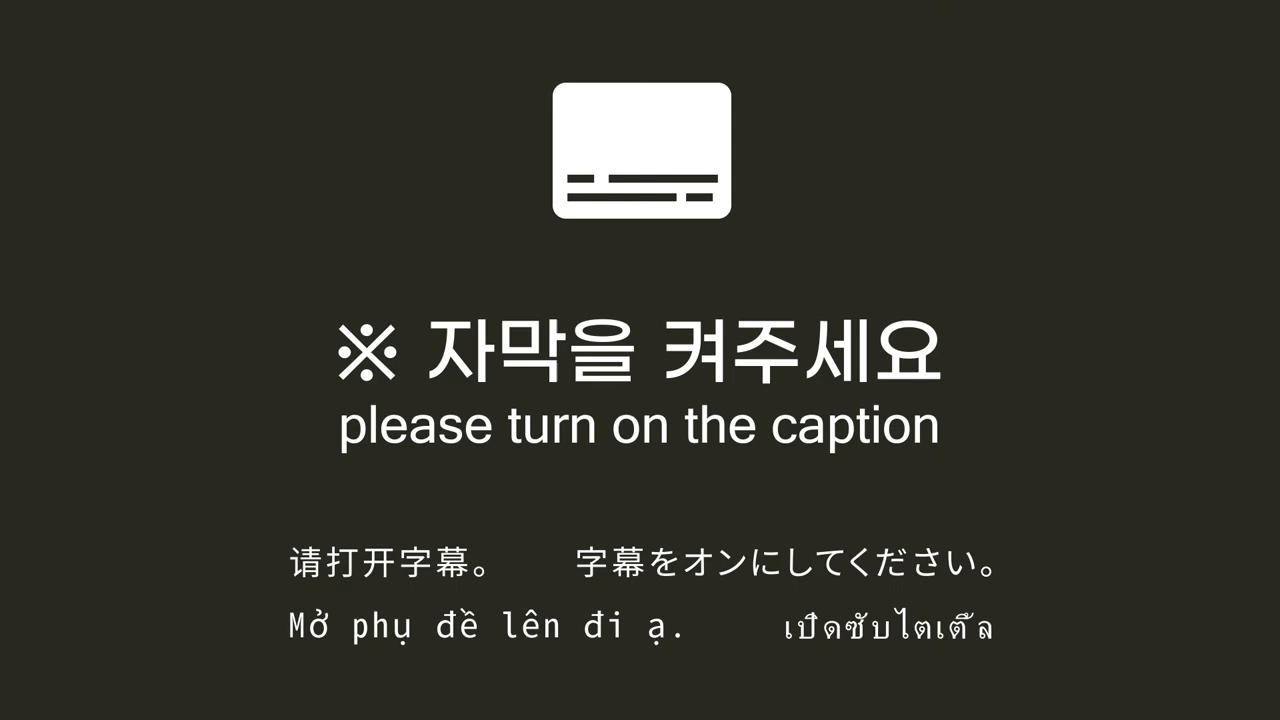 ※ 자막을 켜주세요
please turn on the caption
请打开字幕。 字幕をオンにしてください。
Mở phụ đề lên đi ạ. เปิดซับไตเติ้ล